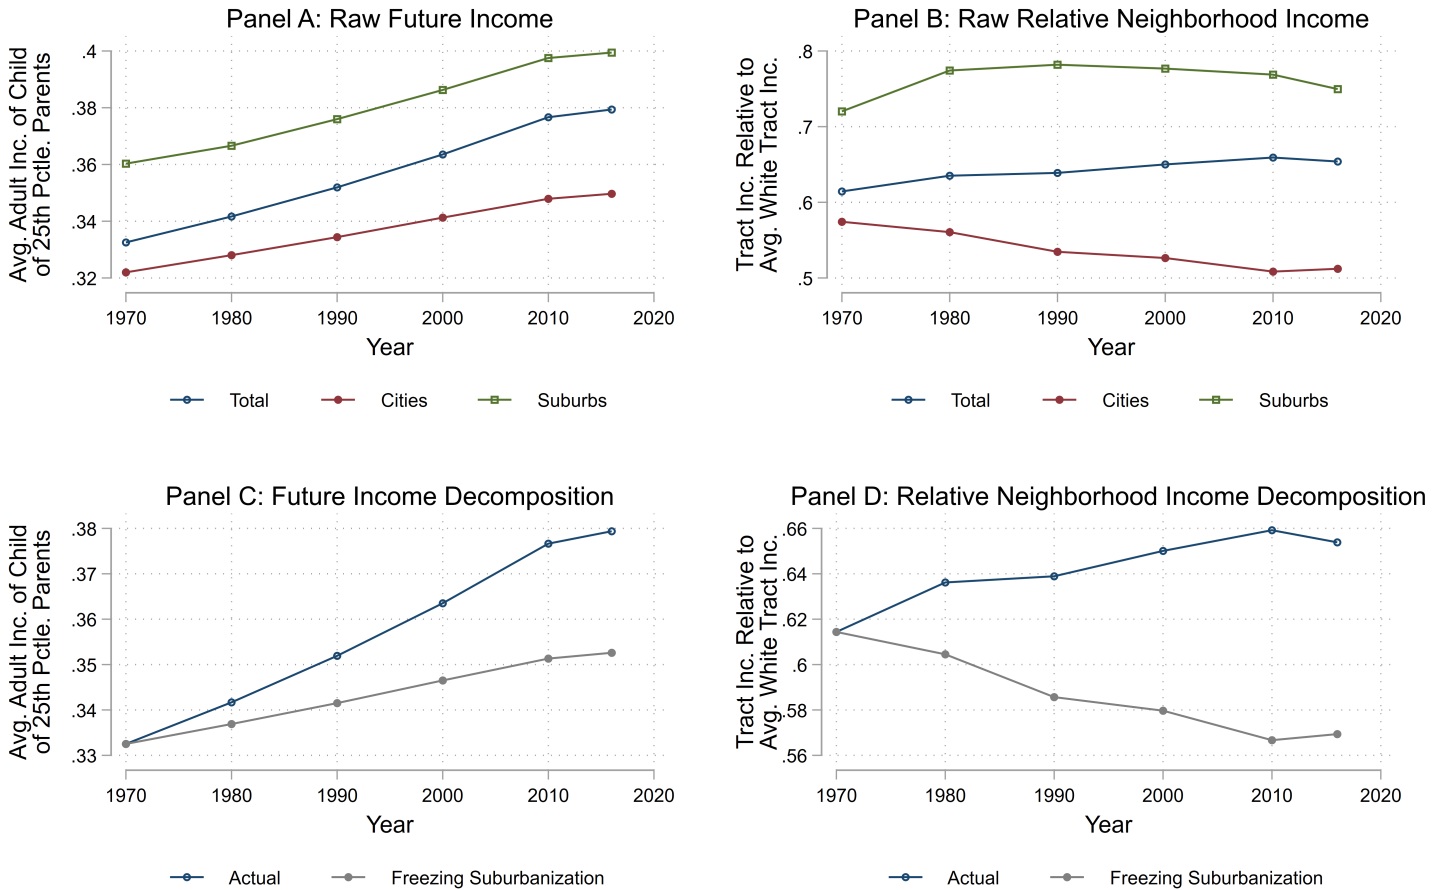 Panel A: Raw Future Income
Avg. Adult Inc. of Child
of 25th Pctle. Parents
.4
.38
.36
.34
.32
1970 1980 1990 2000 2010 2020
Year
Total Cities Suburbs
Panel B: Raw Relative Neighborhood Income
Tract Inc. Relative to
Avg. White Tract Inc.
.8
.7
.6
.5
1970 1980 1990 2000 2010 2020
Year
Total Cities Suburbs
Panel C: Future Income Decomposition
Avg. Adult Inc. of Child
of 25th Pctle. Parents
.38
.37
.36
.35
.34
.33
1970 1980 1990 2000 2010 2020
Year
Actual Freezing Suburbanization
Panel D: Relative Neighborhood Income Decomposition
Tract Inc. Relative to
Avg. White Tract Inc.
.66
.64
.62
.6
.58
.56
1970 1980 1990 2000 2010 2020
Year
Actual Freezing Suburbanization